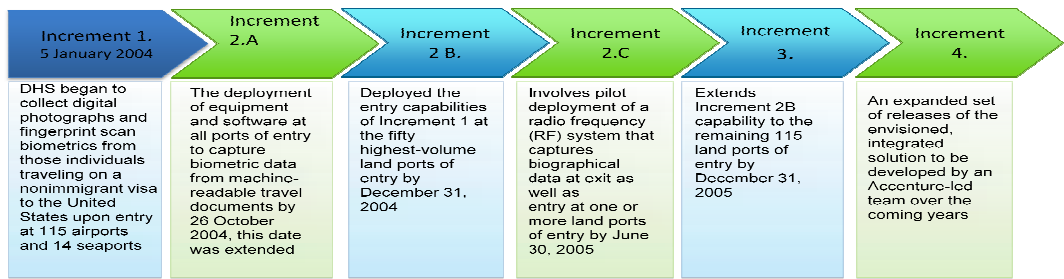 Increment 1.
5 January 2004
DHS began to
collect digital
photographs and
fingerprint scan
biometrics from
those individuals
traveling on a
nonimmigrant visa
to the United
States upon entry
at 115 airports
and 14 seaports
Increment
2.A
The deployment
of equipment
and software at
all ports of entry
to capture
biometric data
from machine-
readable travel
documents by
26 October
2004, this date
was extended
Increment
2 B.
Deployed the
entry capabilities
of Increment 1 at
the fifty
highest-volume
land ports of
entry by
December 31,
2004
Increment
2.C
Involves pilot
deployment of a
radio frequency
(RF) system that
captures
biographical
data at exit as
well as
entry at one or
more land ports
of entry by June
30, 2005
Increment
3.
Extends
Increment 2B
capability to the
remaining 115
land ports of
entry by
December 31,
2005
Increment
4.
An expanded set
of releases of the
envisioned,
integrated
solution to be
developed by an
Accenture-led
team over the
coming years